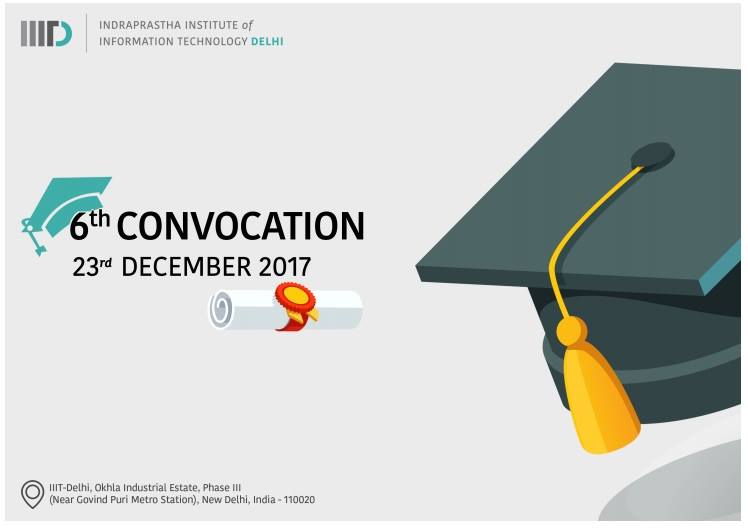 IIITD
INDRAPRASTHA INSTITUTE of
INFORMATION TECHNOLOGY DELHI
6th CONVOCATION
23rd DECEMBER 2017
IIIT-Delhi, Okhla Industrial Estate, Phase III
(Near Govind Puri Metro Station), New Delhi, India - 110020